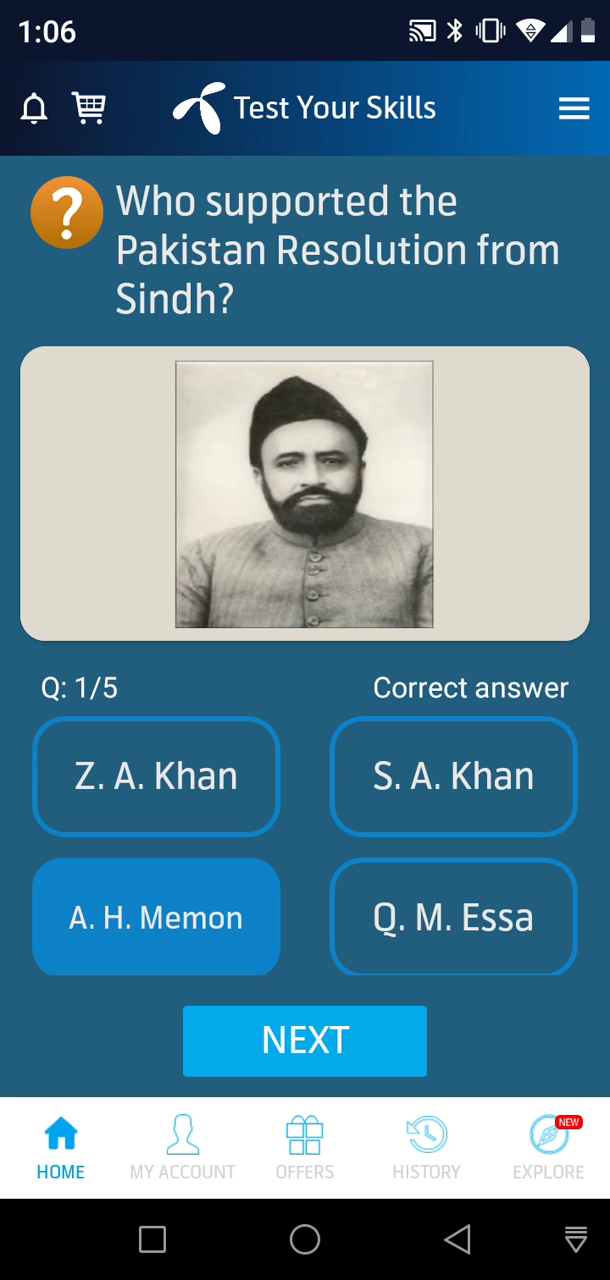 1:06
Test Your Skills
?
Who supported the
Pakistan Resolution from
Sindh?
Q: 1/5
Correct answer
Z. A. Khan
S. A. Khan
A. H. Memon
Q. M. Essa
NEXT
NEW
HOME
MY ACCOUNT
OFFERS
HISTORY
EXPLORE